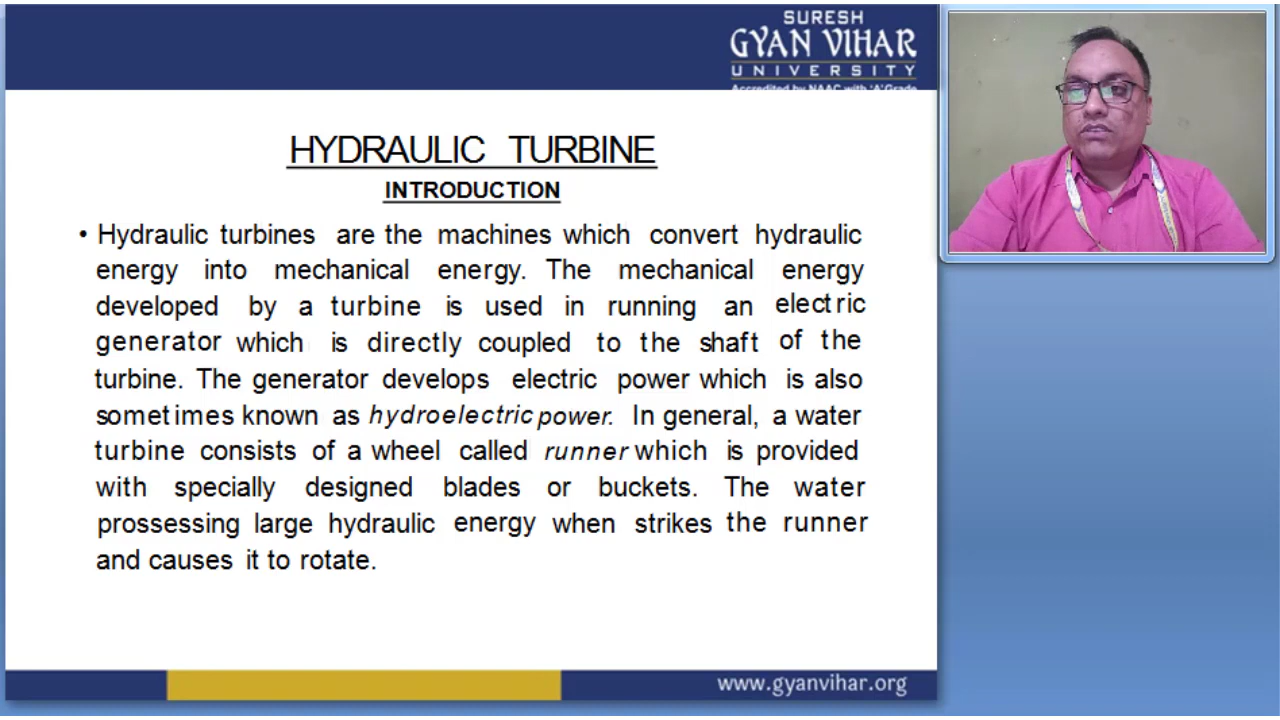 SURESH
GYAN VIHAR
UNIVERSITY
Accredited by NAAC with 'A' Grade
HYDRAULIC TURBINE
INTRODUCTION
• Hydraulic turbines are the machines which convert hydraulic
energy into mechanical energy. The mechanical energy
developed by a turbine is used in running an electric
generator which is directly coupled to the shaft of the
turbine. The generator develops electric power which is also
sometimes known as hydroelectric power. In general, a water
turbine consists of a wheel called runner which is provided
with specially designed blades or buckets. The water
prossessing large hydraulic energy when strikes the runner
and causes it to rotate.
www.gyanvihar.org